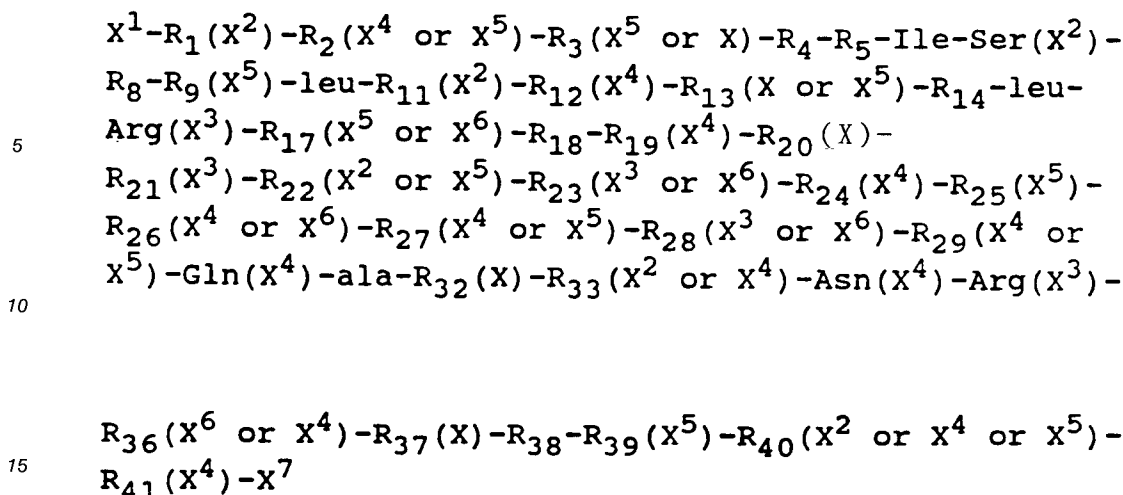 X¹-R₁(X²)-R₂(X⁴ or X⁵)-R₃(X⁵ or X)-R₄-R₅-Ile-Ser(X²)-
R₈-R₉(X⁵)-leu-R₁₁(X²)-R₁₂(X⁴)-R₁₃(X or X⁵)-R₁₄-leu-
5 Arg(X³)-R₁₇(X⁵ or X⁶)-R₁₈-R₁₉(X⁴)-R₂₀(X)-
R₂₁(X³)-R₂₂(X² or X⁵)-R₂₃(X³ or X⁶)-R₂₄(X⁴)-R₂₅(X⁵)-
R₂₆(X⁴ or X⁶)-R₂₇(X⁴ or X⁵)-R₂₈(X³ or X⁶)-R₂₉(X⁴ or
X⁵)-Gln(X⁴)-ala-R₃₂(X)-R₃₃(X² or X⁴)-Asn(X⁴)-Arg(X³)-
10
R₃₆(X⁶ or X⁴)-R₃₇(X)-R₃₈-R₃₉(X⁵)-R₄₀(X² or X⁴ or X⁵)-
15 R₄₁(X⁴)-X⁷